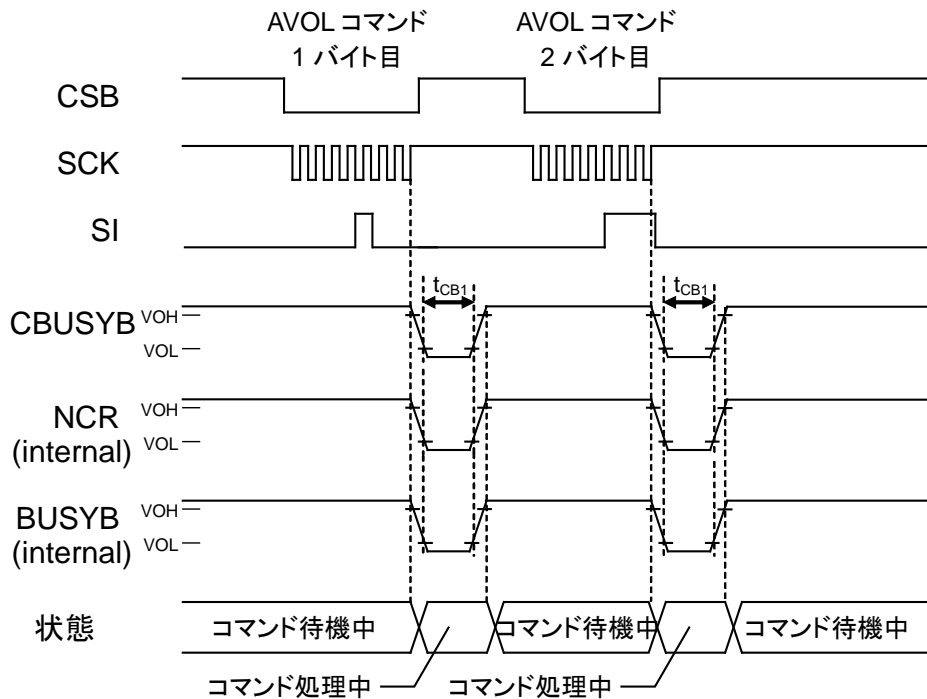 AVOL コマンド
1 バイト目
AVOL コマンド
2 バイト目
CSB
SCK
SI
tCB1
tCB1
CBUSYB
VOH
VOL
NCR
(internal)
VOH
VOL
BUSYB
(internal)
VOH
VOL
状態
コマンド待機中
コマンド待機中
コマンド待機中
コマンド処理中
コマンド処理中